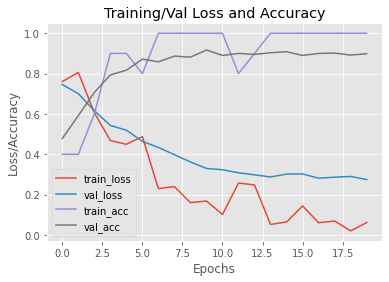 Training/Val Loss and Accuracy
1.0
0.8
0.6
0.4
0.2
0.0
Loss/Accuracy
train_loss
val_loss
train_acc
val_acc
0.0 2.5 5.0 7.5 10.0 12.5 15.0 17.5
Epochs